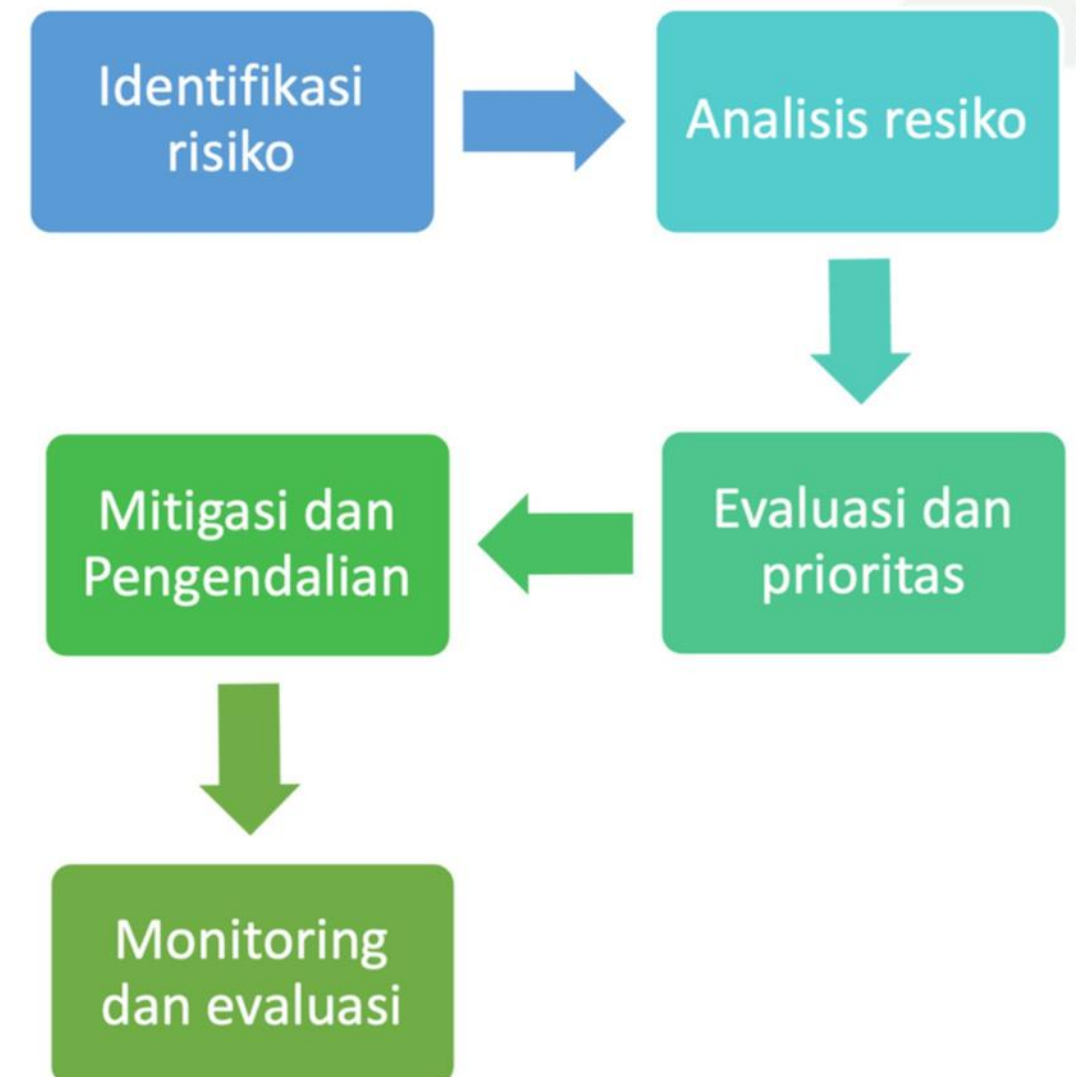 Identifikasi
risiko
Analisis resiko
Evaluasi dan
prioritas
Mitigasi dan
Pengendalian
Monitoring
dan evaluasi